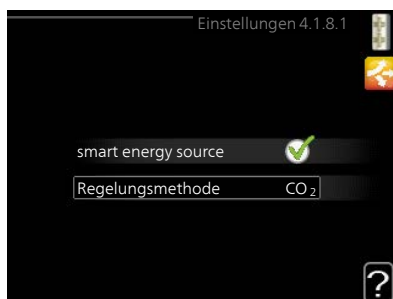 Einstellungen 4.1.8.1
smart energy source
Regelungsmethode CO₂
?